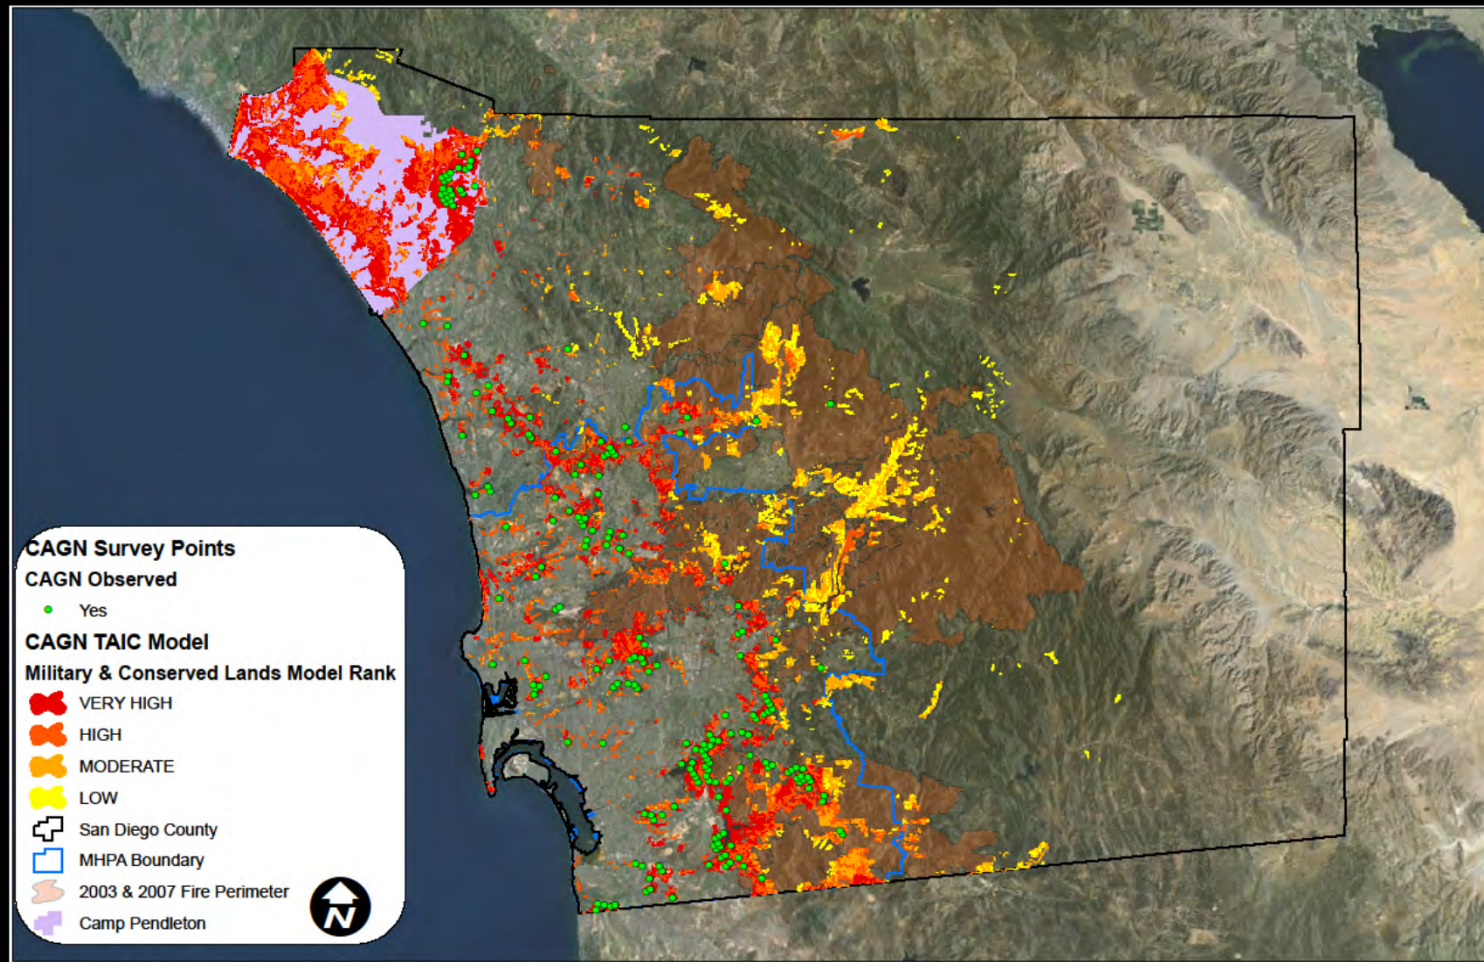 CAGN Survey Points
CAGN Observed
Yes
CAGN TAIC Model
Military & Conserved Lands Model Rank
VERY HIGH
HIGH
MODERATE
LOW
San Diego County
MHPA Boundary
2003 & 2007 Fire Perimeter
Camp Pendleton
N